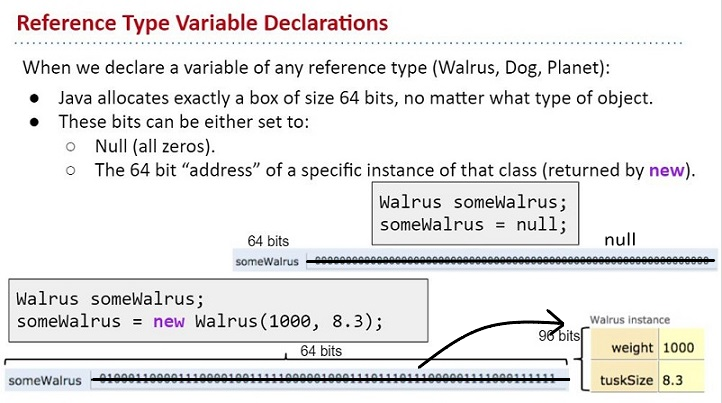 Reference Type Variable Declarations
When we declare a variable of any reference type (Walrus, Dog, Planet):
● Java allocates exactly a box of size 64 bits, no matter what type of object.
● These bits can be either set to:
○ Null (all zeros).
○ The 64 bit “address” of a specific instance of that class (returned by new).
Walrus someWalrus;
someWalrus = null;
64 bits
null
someWalrus
Walrus someWalrus;
someWalrus = new Walrus(1000, 8.3);
64 bits
someWalrus
96 bits
Walrus instance
weight 1000
tuskSize 8.3